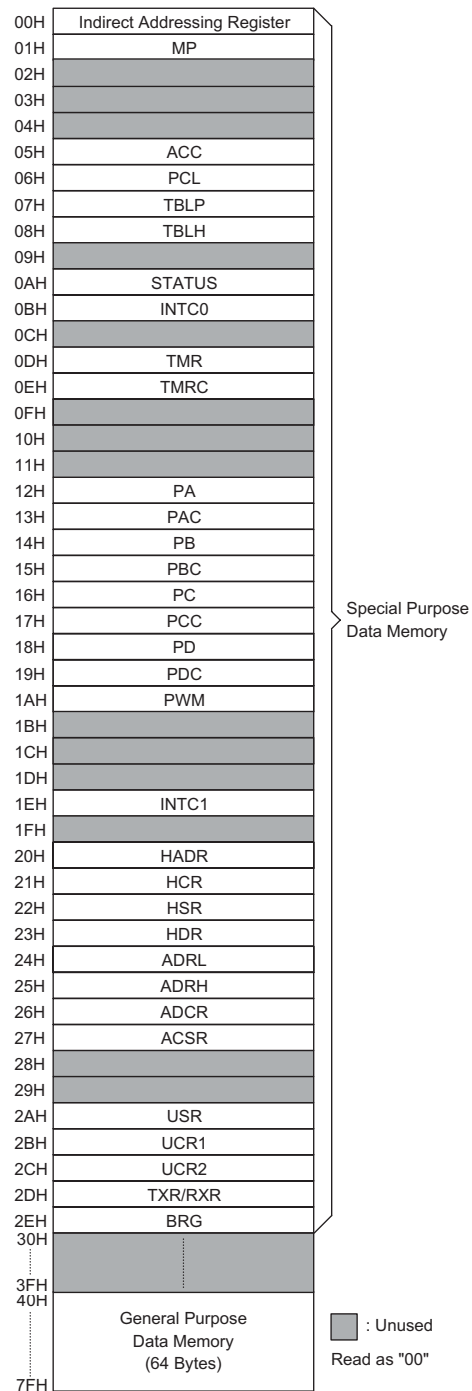 00H Indirect Addressing Register
01H MP
02H
03H
04H
05H ACC
06H PCL
07H TBLP
08H TBLH
09H
0AH STATUS
0BH INTC0
0CH
0DH TMR
0EH TMRC
0FH
10H
11H
12H PA
13H PAC
14H PB
15H PBC
16H PC
17H PCC
18H PD
19H PDC
1AH PWM
1BH
1CH
1DH
1EH INTC1
1FH
20H HADR
21H HCR
22H HSR
23H HDR
24H ADRL
25H ADRH
26H ADCR
27H ACSR
28H
29H
2AH USR
2BH UCR1
2CH UCR2
2DH TXR/RXR
2EH BRG
30H
3FH
40H
General Purpose
Data Memory
(64 Bytes)
7FH
Special Purpose
Data Memory
: Unused
Read as "00"